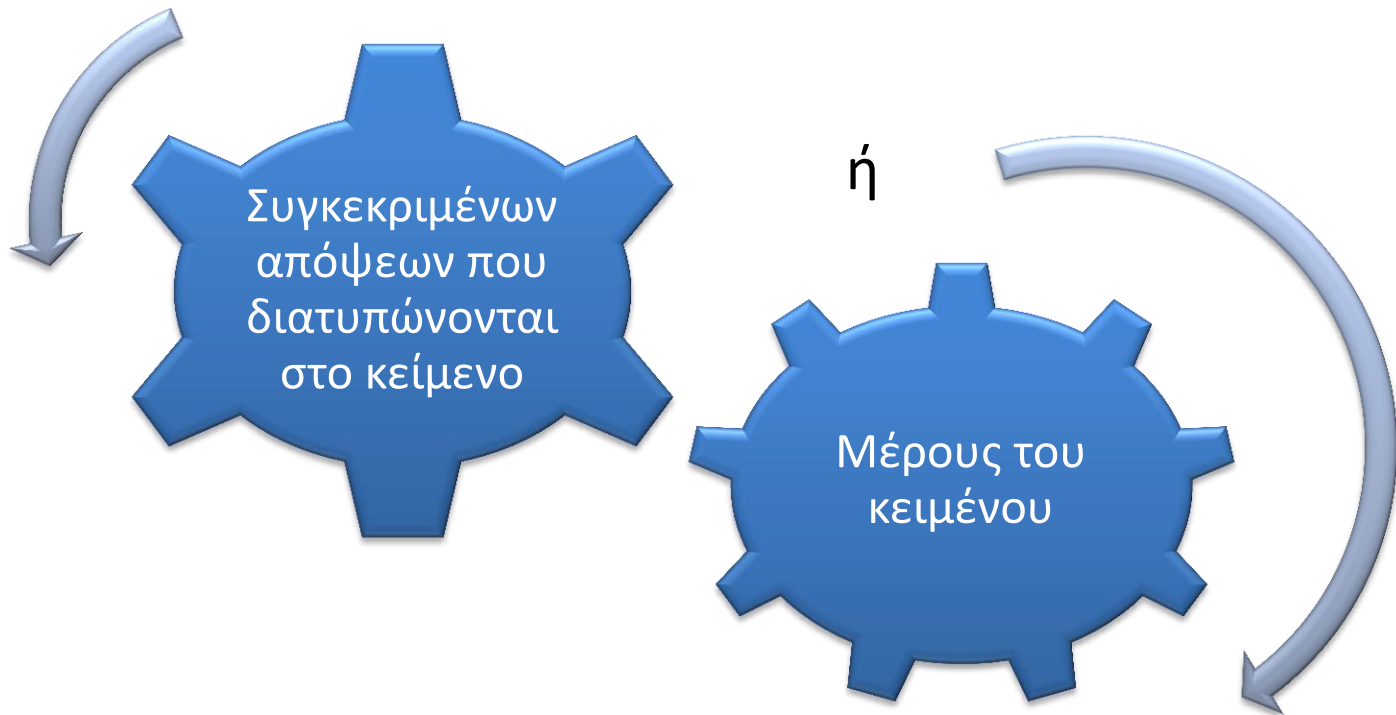 Συγκεκριμένων
απόψεων που
διατυπώνονται
στο κείμενο
ή
Μέρους του
κειμένου